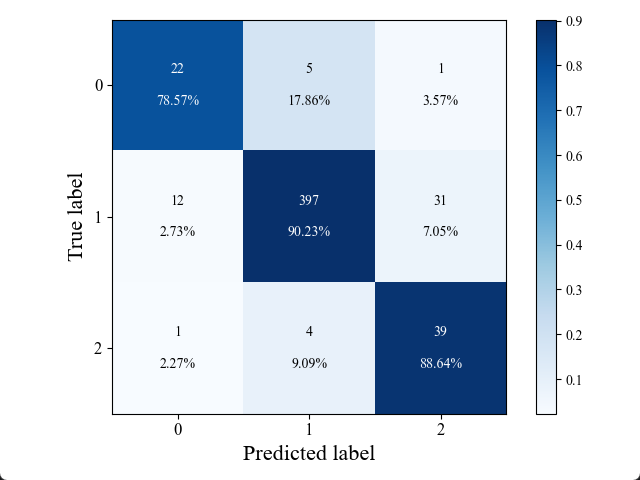 22 5 1
78.57% 17.86% 3.57%
0
12 397 31
2.73% 90.23% 7.05%
1
1 4 39
2.27% 9.09% 88.64%
2
0 1 2
Predicted label
True label
0.9
0.8
0.7
0.6
0.5
0.4
0.3
0.2
0.1